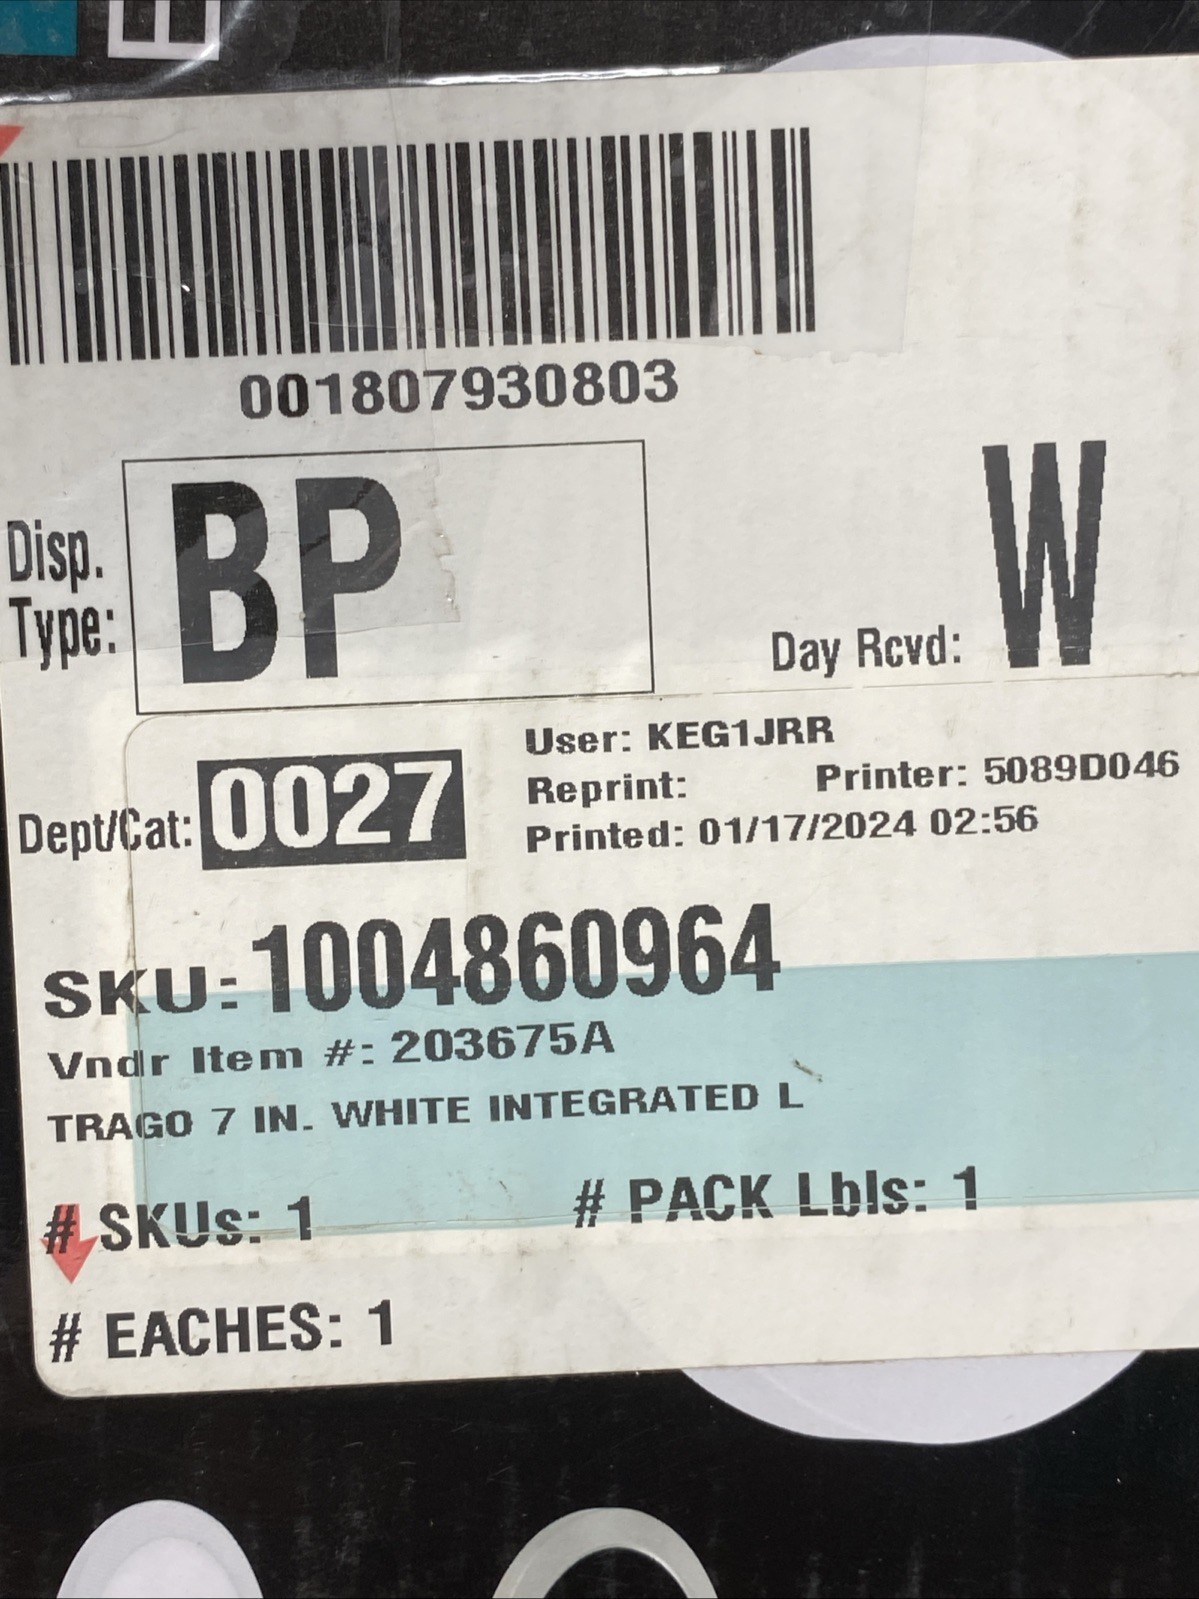 001807930803
Disp.
Type:
BP
Day Rcvd: W
User: KEG1JRR
Reprint:
Printer: 5089D046
Printed: 01/17/2024 02:56
Dept/Cat: 0027
SKU: 1004860964
Vndr Item #: 203675A
TRAGO 7 IN. WHITE INTEGRATED L
# SKUs: 1
# PACK Lbls: 1
# EACHES: 1